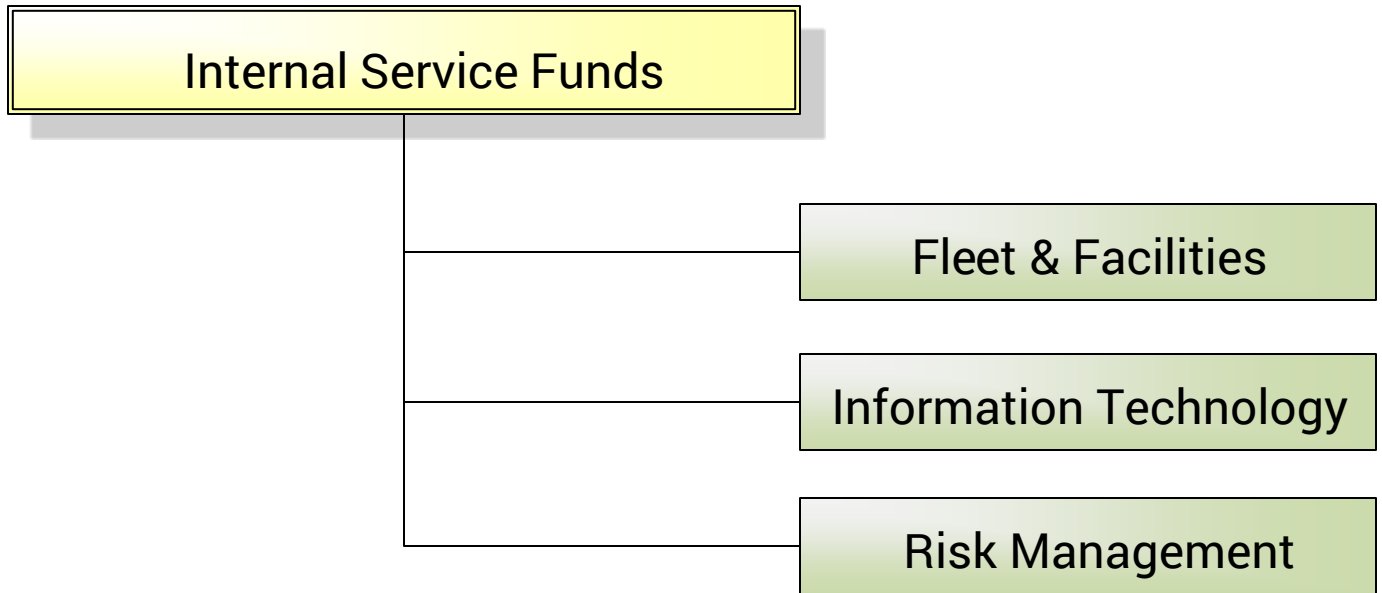 Internal Service Funds
Fleet & Facilities
Information Technology
Risk Management